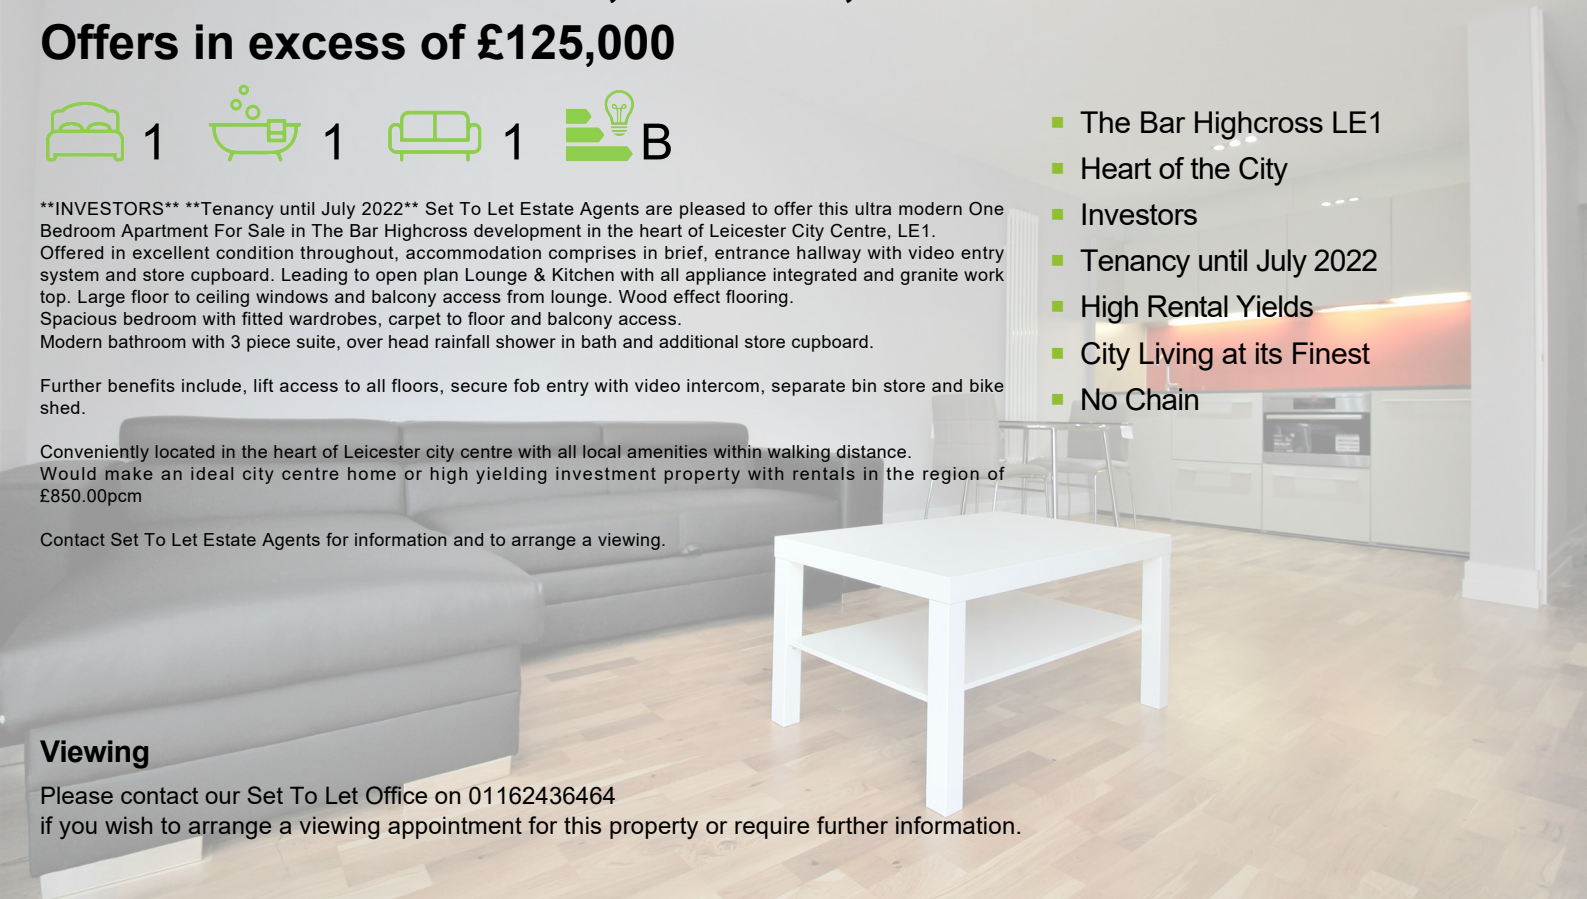 Offers in excess of £125,000
1 1 1 B
**INVESTORS** **Tenancy until July 2022** Set To Let Estate Agents are pleased to offer this ultra modern One
Bedroom Apartment For Sale in The Bar Highcross development in the heart of Leicester City Centre, LE1.
Offered in excellent condition throughout, accommodation comprises in brief, entrance hallway with video entry
system and store cupboard. Leading to open plan Lounge & Kitchen with all appliance integrated and granite work
top. Large floor to ceiling windows and balcony access from lounge. Wood effect flooring.
Spacious bedroom with fitted wardrobes, carpet to floor and balcony access.
Modern bathroom with 3 piece suite, over head rainfall shower in bath and additional store cupboard.
Further benefits include, lift access to all floors, secure fob entry with video intercom, separate bin store and bike
shed.
Conveniently located in the heart of Leicester city centre with all local amenities within walking distance.
Would make an ideal city centre home or high yielding investment property with rentals in the region of
£850.00pcm
Contact Set To Let Estate Agents for information and to arrange a viewing.
The Bar Highcross LE1
Heart of the City
Investors
Tenancy until July 2022
High Rental Yields
City Living at its Finest
No Chain
Viewing
Please contact our Set To Let Office on 01162436464
if you wish to arrange a viewing appointment for this property or require further information.